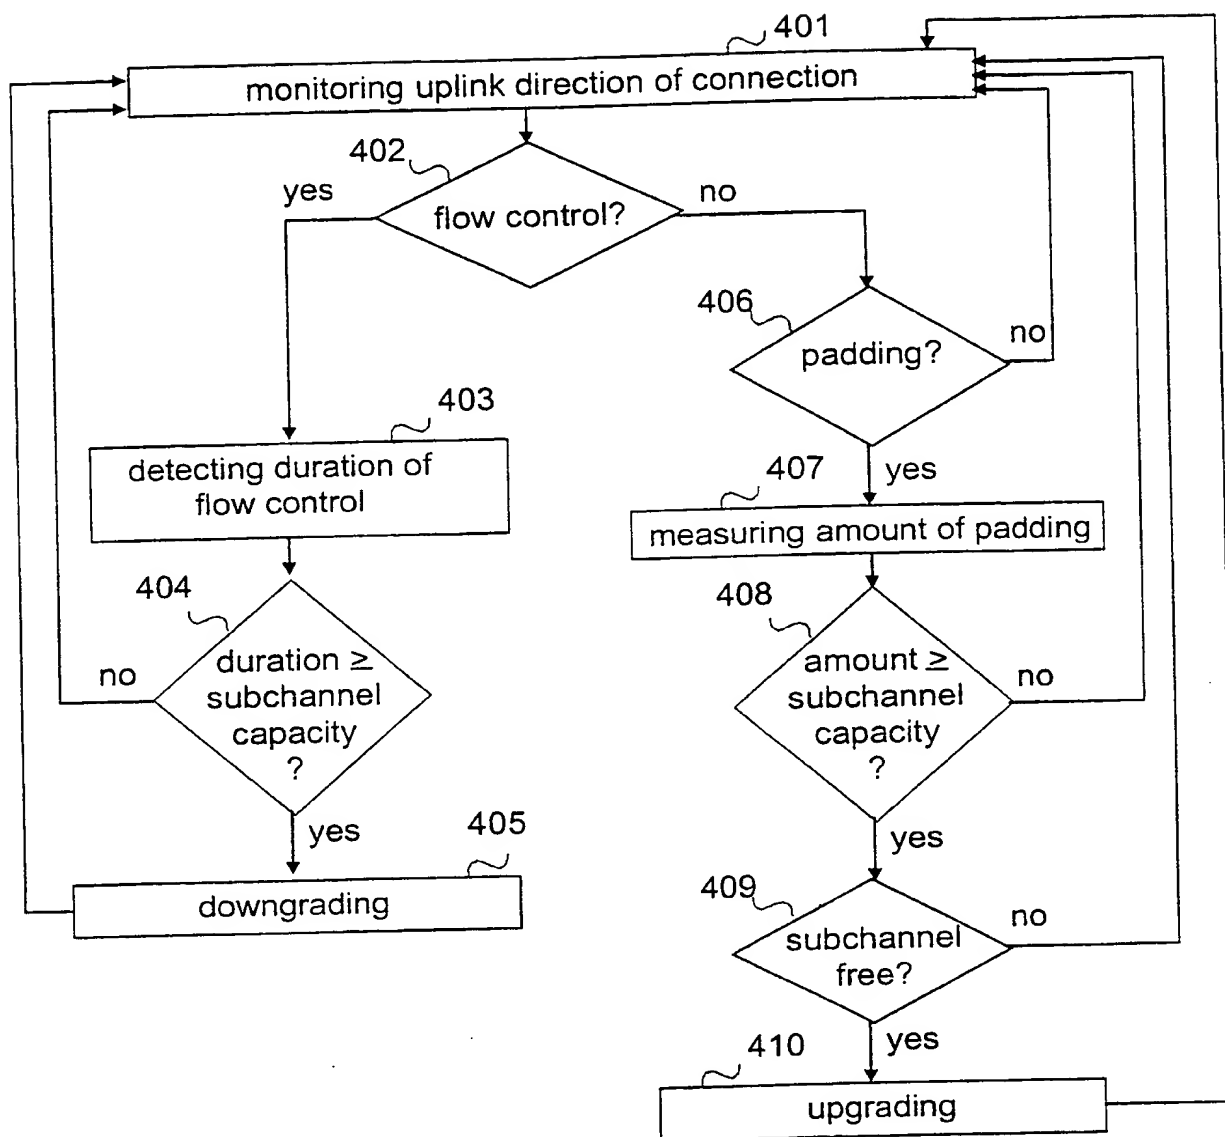 401
monitoring uplink direction of connection
402
yes
no
flow control?
406
no
padding?
403
detecting duration of
flow control
yes
407
measuring amount of padding
404
no
duration ≥
subchannel
capacity
?
408
amount ≥
subchannel
capacity
?
no
yes
405
downgrading
yes
409
no
subchannel
free?
yes
410
upgrading